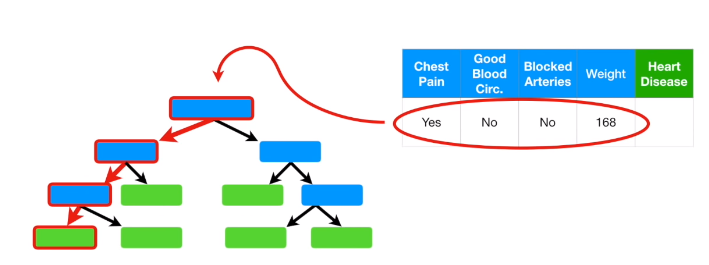 Chest Pain
Good Blood Circ.
Blocked Arteries
Weight
Heart Disease
Yes
No
No
168